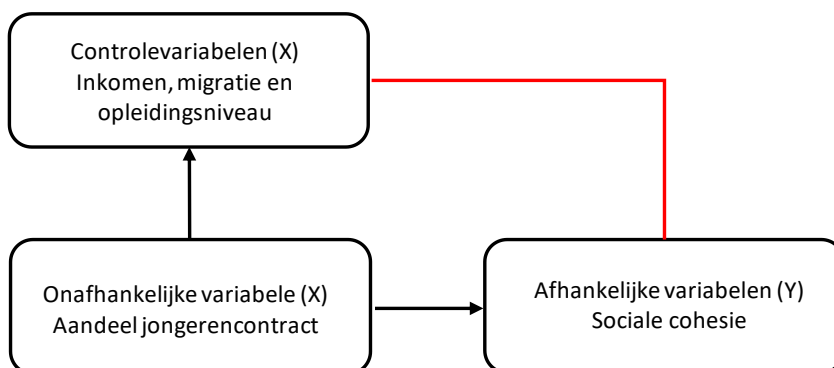 Controlevariabelen (X)
Inkomen, migratie en
opleidingsniveau
Onafhankelijke variabele (X)
Aandeel jongerencontract
Afhankelijke variabelen (Y)
Sociale cohesie